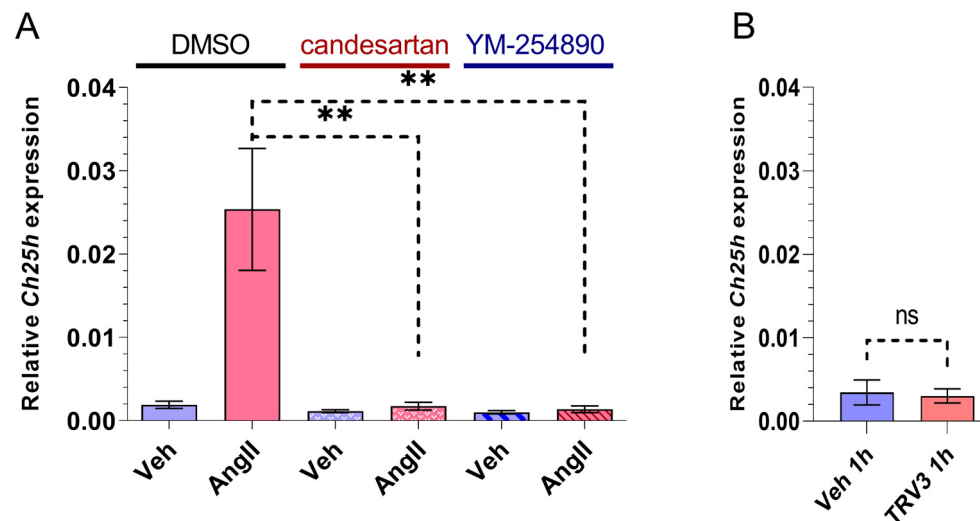 A
B
DMSO
candesartan
YM-254890
**
**
Relative Ch25h expression
0.04
0.03
0.02
0.01
0.00
Veh
AngII
Veh
AngII
Veh
AngII
Relative Ch25h expression
0.04
0.03
0.02
0.01
0.00
ns
Veh 1h
TRV3 1h